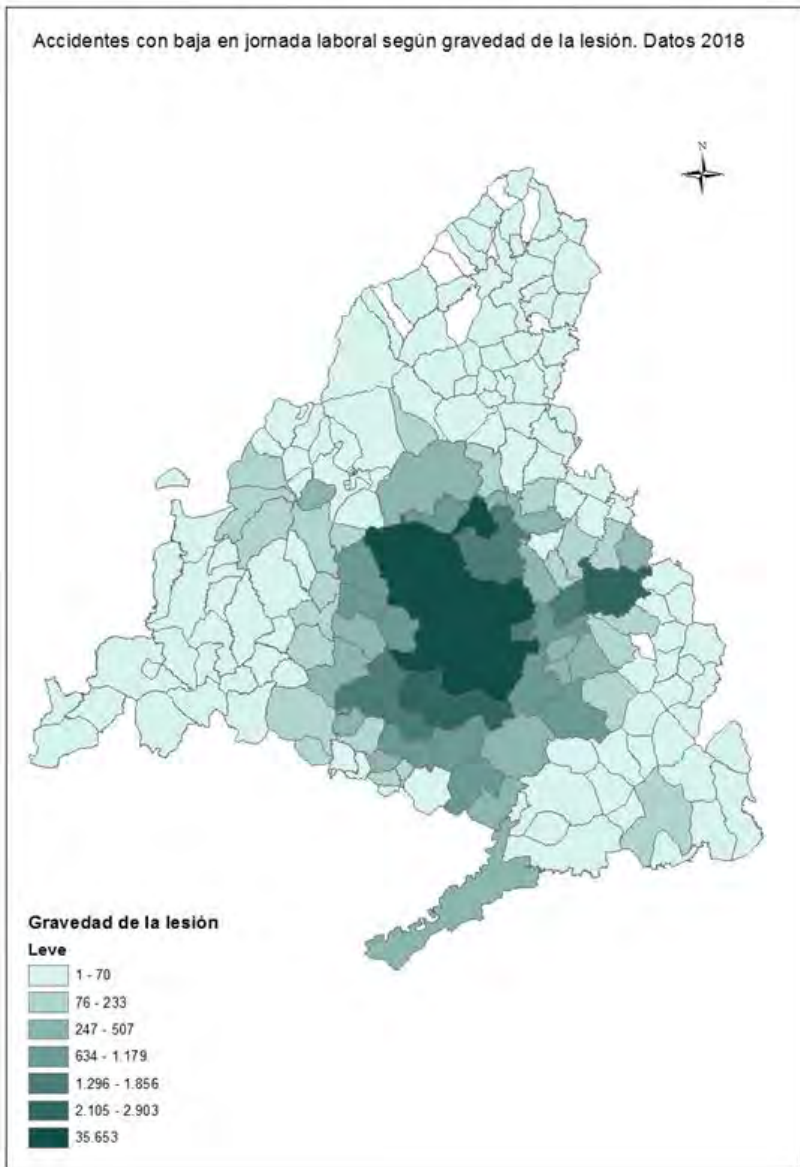 Accidentes con baja en jornada laboral según gravedad de la lesión. Datos 2018
N
Gravedad de la lesión
Leve
1 - 70
76 - 233
247 - 507
634 - 1.179
1.296 - 1.856
2.105 - 2.903
35.653